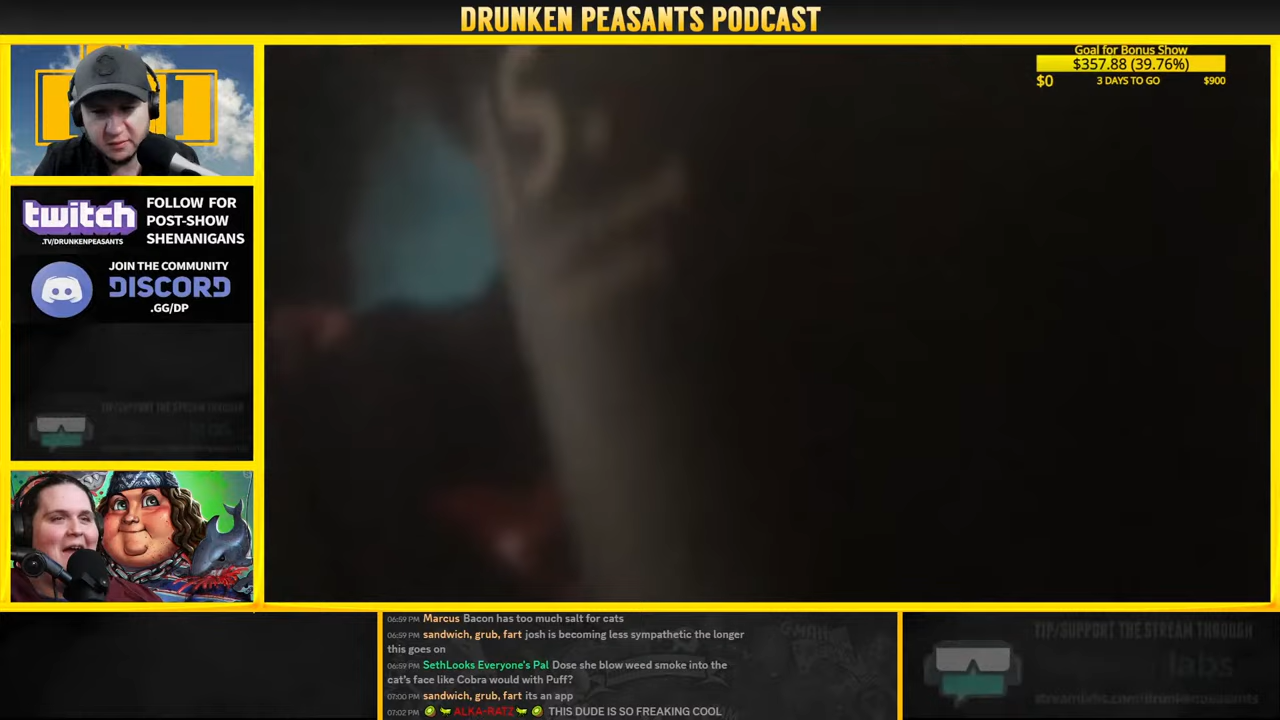 DRUNKEN PEASANTS PODCAST
Goal for Bonus Show
$357.88 (39.76%)
$0 3 DAYS TO GO $900
twitch
.TV/DRUNKENPEASANTS
FOLLOW FOR
POST-SHOW
SHENANIGANS
JOIN THE COMMUNITY
DISCORD
.GG/DP
06:59 PM Marcus Bacon has too much salt for cats
06:59 PM sandwich, grub, fart josh is becoming less sympathetic the longer
this goes on
06:59 PM SethLooks Everyone's Pal Dose she blow weed smoke into the
cat's face like Cobra would with Puff?
07:00 PM sandwich, grub, fart its an app
07:02 PM ALKA-RATZ THIS DUDE IS SO FREAKING COOL
TIP/SUPPORT THE STREAM THROUGH
labs
streamlabs.com/drunkenpeasants